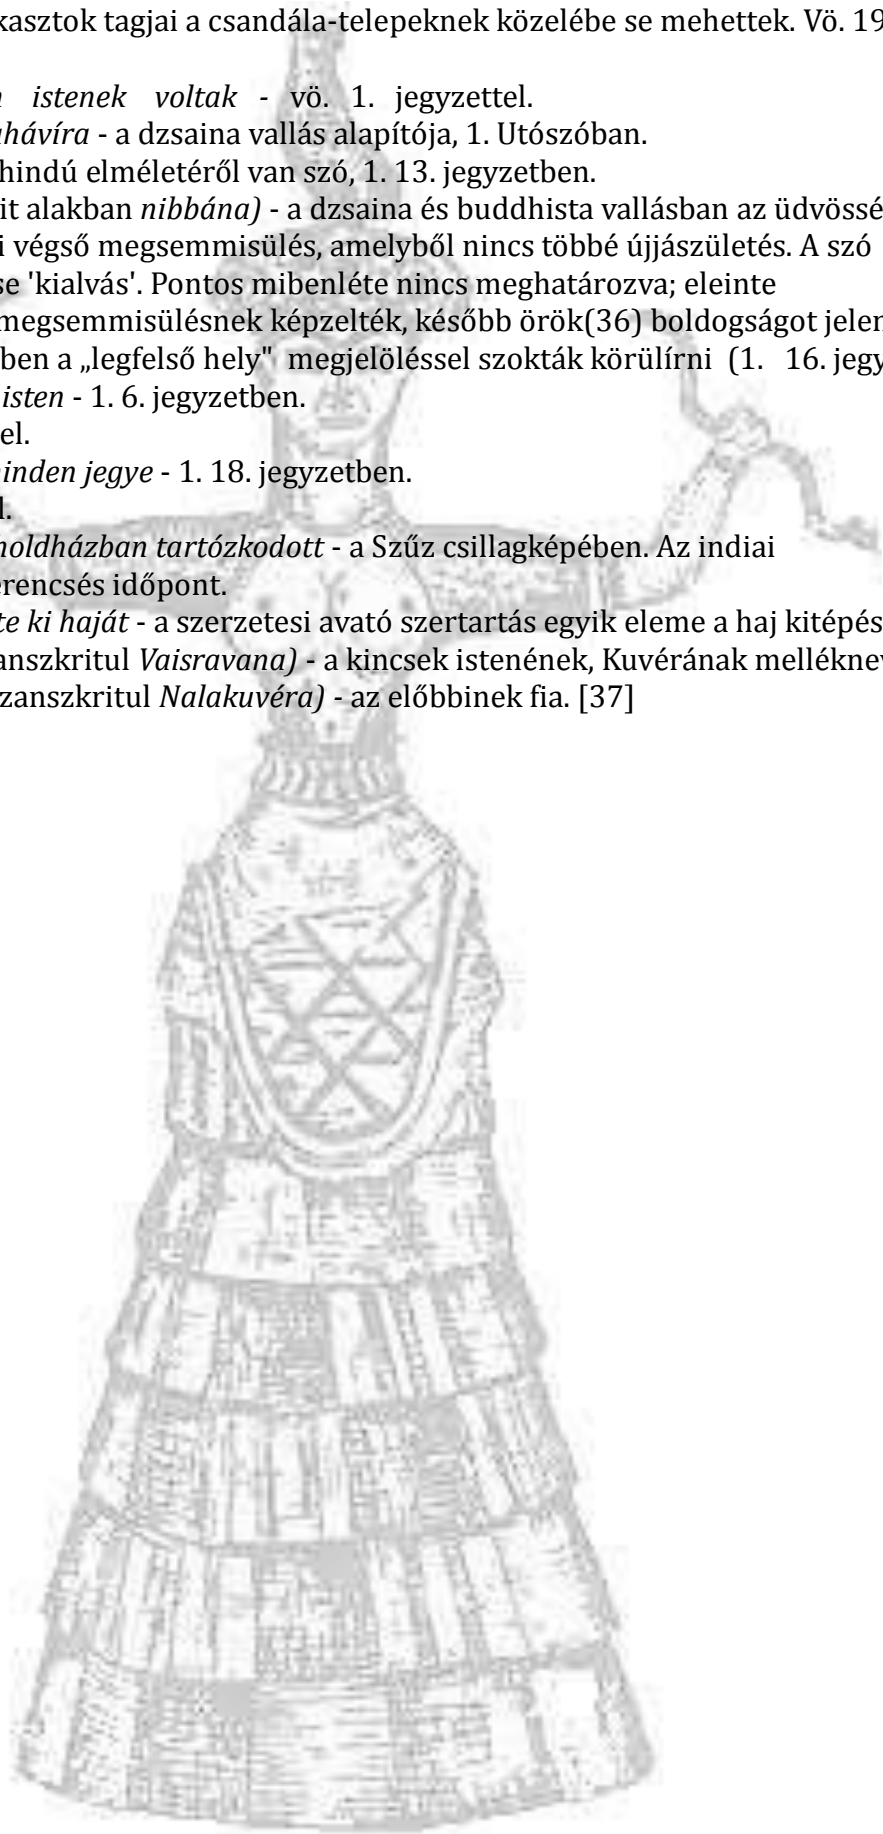 kasztok tagjai a csandála-telepeknek közelébe se mehettek. Vö. 19
istenek voltak - vö. 1. jegyzettel.
hávíra - a dzsaina vallás alapítója, 1. Utószóban.
hindú elméletéről van szó, 1. 13. jegyzetben.
it alakban nibbána) - a dzsaina és buddhista vallásban az üdvössé
i végső megsemmisülés, amelyből nincs többé újjászületés. A szó
se 'kialvás'. Pontos mibenléte nincs meghatározva; eleinte
megsemmisülésnek képzelték, később örök(36) boldogságot jelen
ben a „legfelső hely" megjelöléssel szokták körülírni (1. 16. jegy
isten - 1. 6. jegyzetben.
el.
inden jegye - 1. 18. jegyzetben.
l.
holdházban tartózkodott - a Szűz csillagképében. Az indiai
erencsés időpont.
te ki haját - a szerzetesi avató szertartás egyik eleme a haj kitépés
anszkritul Vaisravana) - a kincsek istenének, Kuvérának mellékne
zanszkritul Nalakuvéra) - az előbbinek fia. [37]